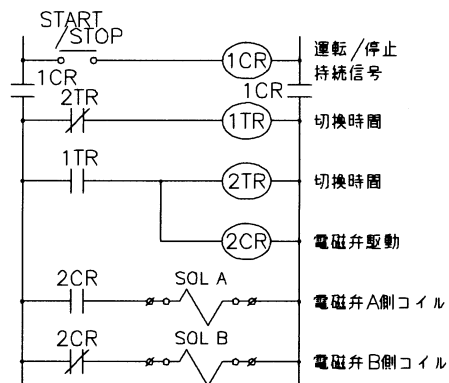 START
/STOP
1CR
運転/停止
持続信号
1CR
1CR
2TR
1TR
切換時間
1TR
2TR
切換時間
2CR
電磁弁駆動
2CR
SOL A
電磁弁A側コイル
2CR
SOL B
電磁弁B側コイル